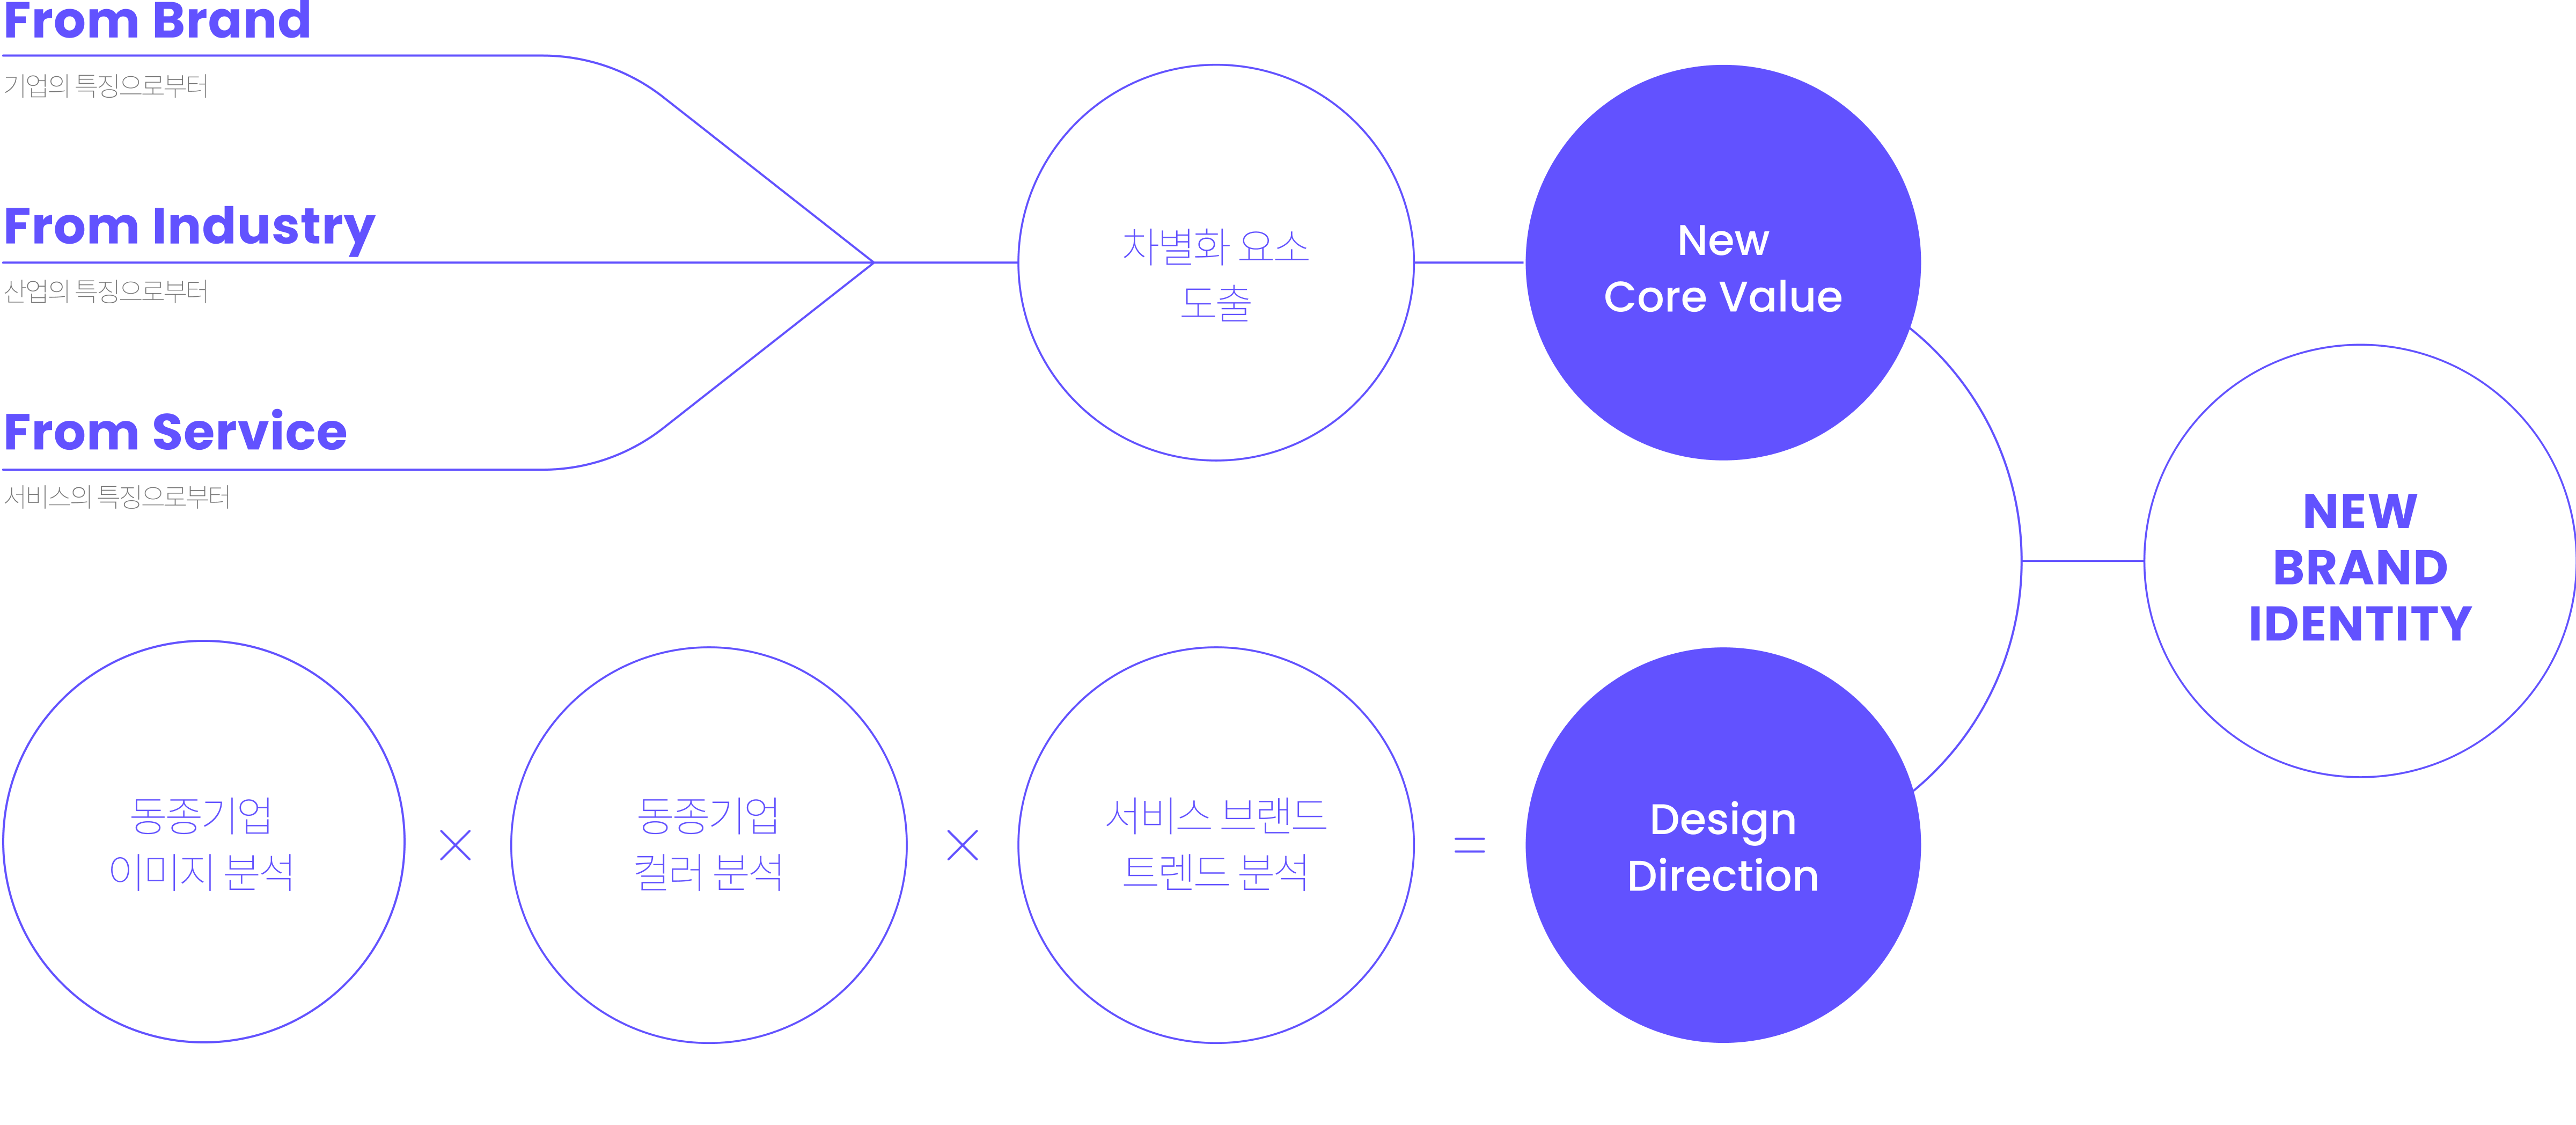 From Brand
기업의 특징으로부터
From Industry
산업의 특징으로부터
From Service
서비스의 특징으로부터
차별화 요소
도출
New
Core Value
NEW
BRAND
IDENTITY
동종기업
이미지 분석
×
동종기업
컬러 분석
×
서비스 브랜드
트렌드 분석
=
Design
Direction